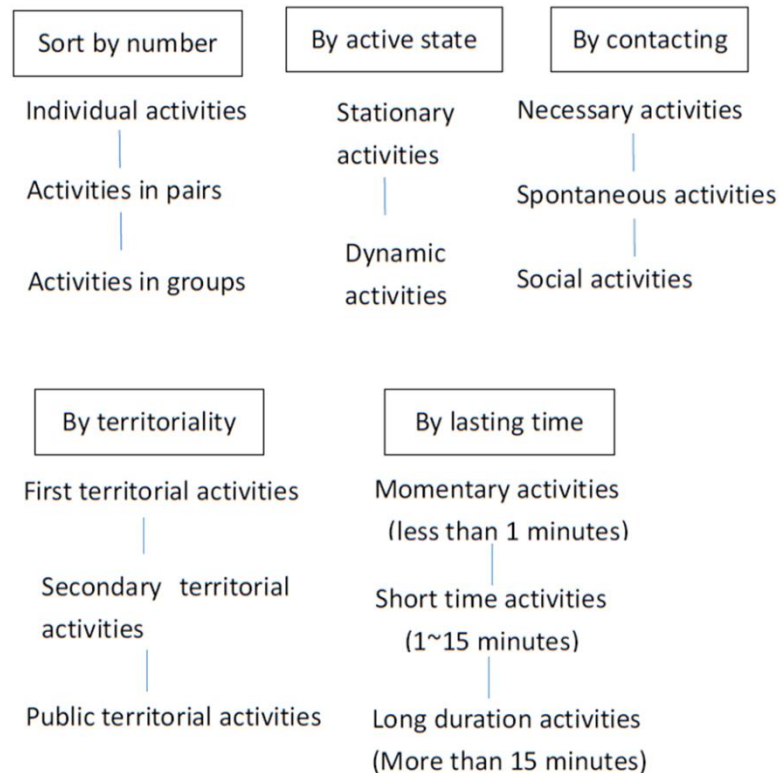 Sort by number
Individual activities
Activities in pairs
Activities in groups
By active state
Stationary
activities
Dynamic
activities
By contacting
Necessary activities
Spontaneous activities
Social activities
By territoriality
First territorial activities
Secondary territorial
activities
Public territorial activities
By lasting time
Momentary activities
(less than 1 minutes)
Short time activities
(1~15 minutes)
Long duration activities
(More than 15 minutes)